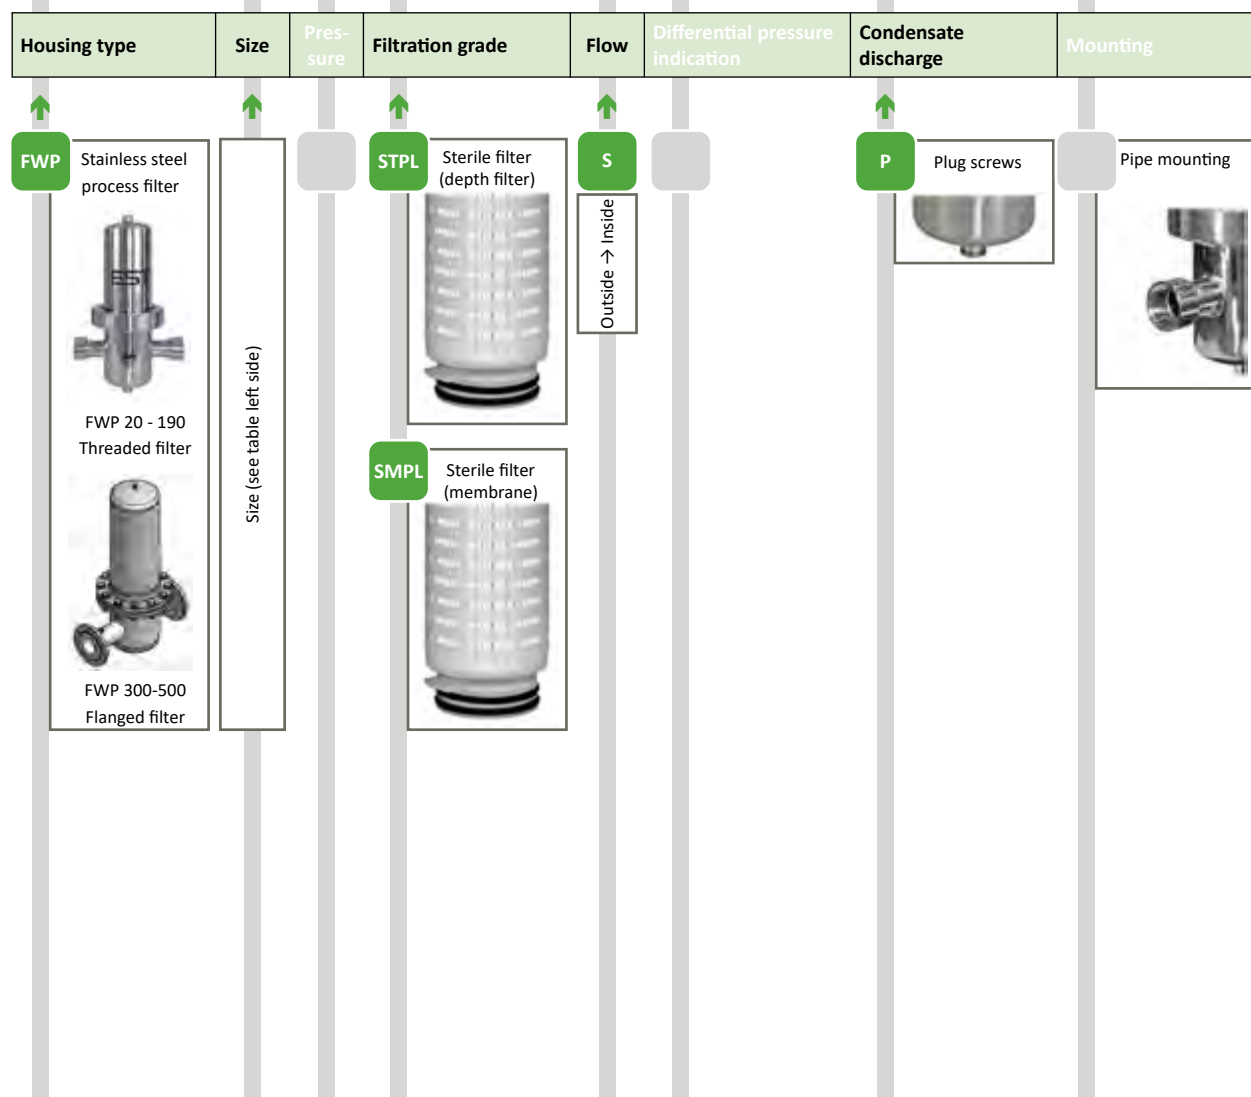 Housing type
Size
Pres-
sure
Filtration grade
Flow
Differential pressure
indication
Condensate
discharge
Mounting
FWP
Stainless steel
process filter
FWP 20 - 190
Threaded filter
FWP 300-500
Flanged filter
Size (see table left side)
STPL
Sterile filter
(depth filter)
SMPL
Sterile filter
(membrane)
S
Outside → Inside
P
Plug screws
Pipe mounting